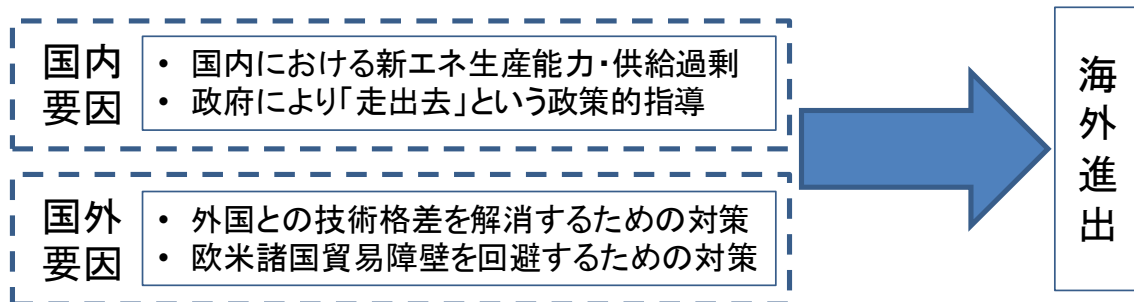 国内
要因
• 国内における新エネ生産能力・供給過剰
• 政府により「走出去」という政策的指導
国外
要因
• 外国との技術格差を解消するための対策
• 欧米諸国貿易障壁を回避するための対策
海外進出